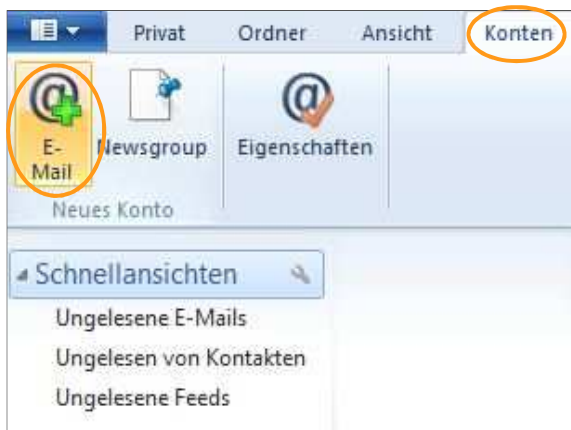 Privat Ordner Ansicht Konten
E-
Mail
Newsgroup
Eigenschaften
Neues Konto
Schnellansichten
Ungelesene E-Mails
Ungelesen von Kontakten
Ungelesene Feeds